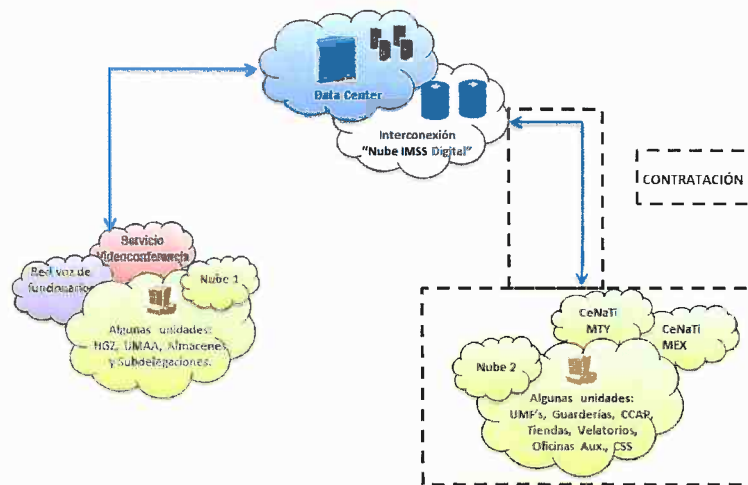 Data Center
Interconexión
"Nube IMSS Digital"
CONTRATACIÓN
Servicio
Videoconferencia
Red voz de
funcionarios
Nube 1
Algunas unidades:
HGZ, UMAA, Almacenes,
y Subdelegaciones.
CeNaTi
MTY
CeNaTi
MEX
Nube 2
Algunas unidades:
UMF's, Guarderías, CCAP,
Tiendas, Velatorios,
Oficinas Aux., CSS